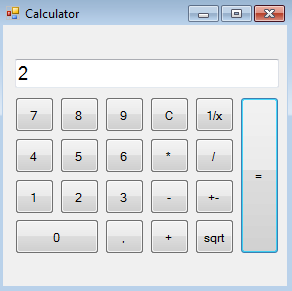 Calculator
2
7 8 9 C 1/x
4 5 6 * / =
1 2 3 - +-
0 . + sqrt